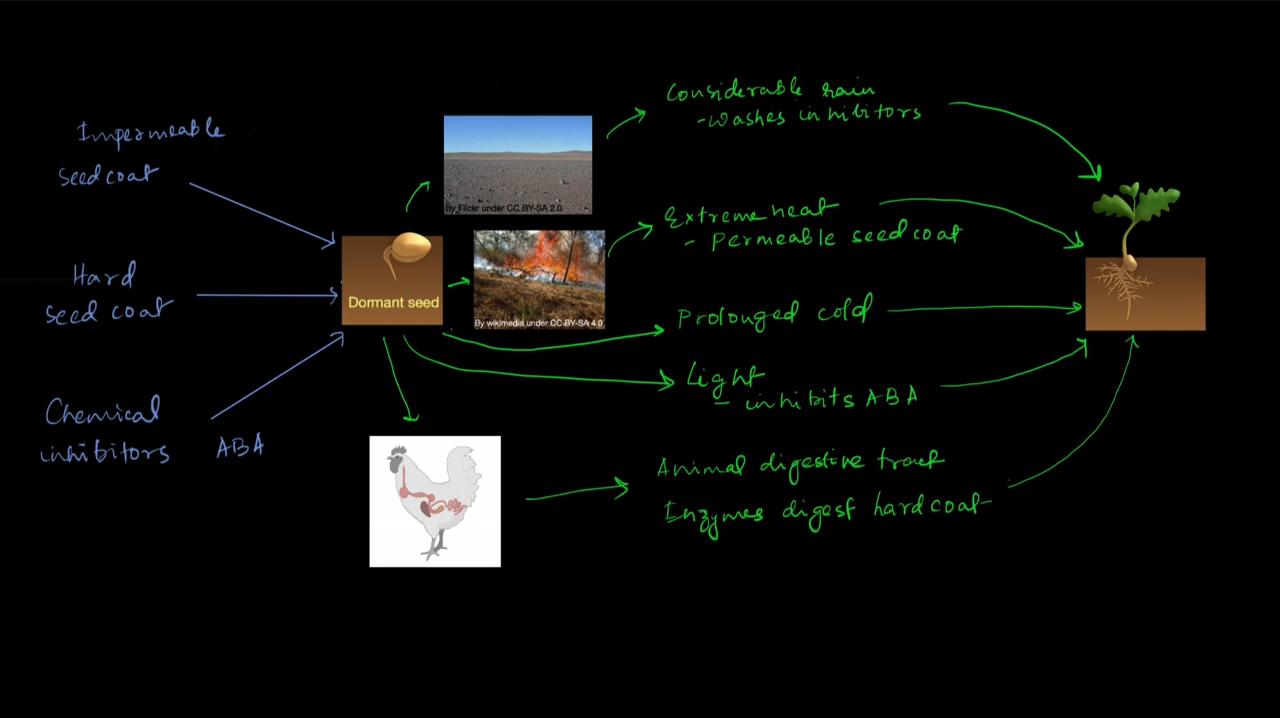 Impermeable
seed coat
Hard
seed coat
Chemical
inhibitors ABA
Dormant seed
By Flickr under CC BY-SA 2.0
By wikimedia under CC-BY-SA 4.0
Considerable rain
- washes inhibitors
Extreme heat
- Permeable seed coat
Prolonged cold
Light
- inhibits ABA
Animal digestive tract
Enzymes digest hard coat